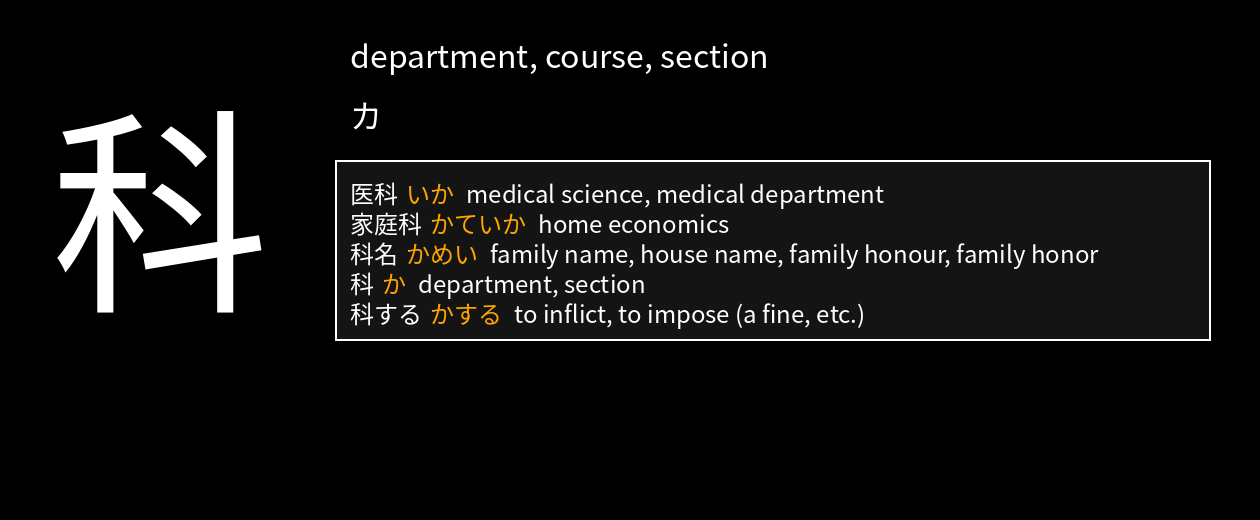 科
department, course, section
カ
医科 いか medical science, medical department
家庭科 かていか home economics
科名 かめい family name, house name, family honour, family honor
科 か department, section
科する かする to inflict, to impose (a fine, etc.)